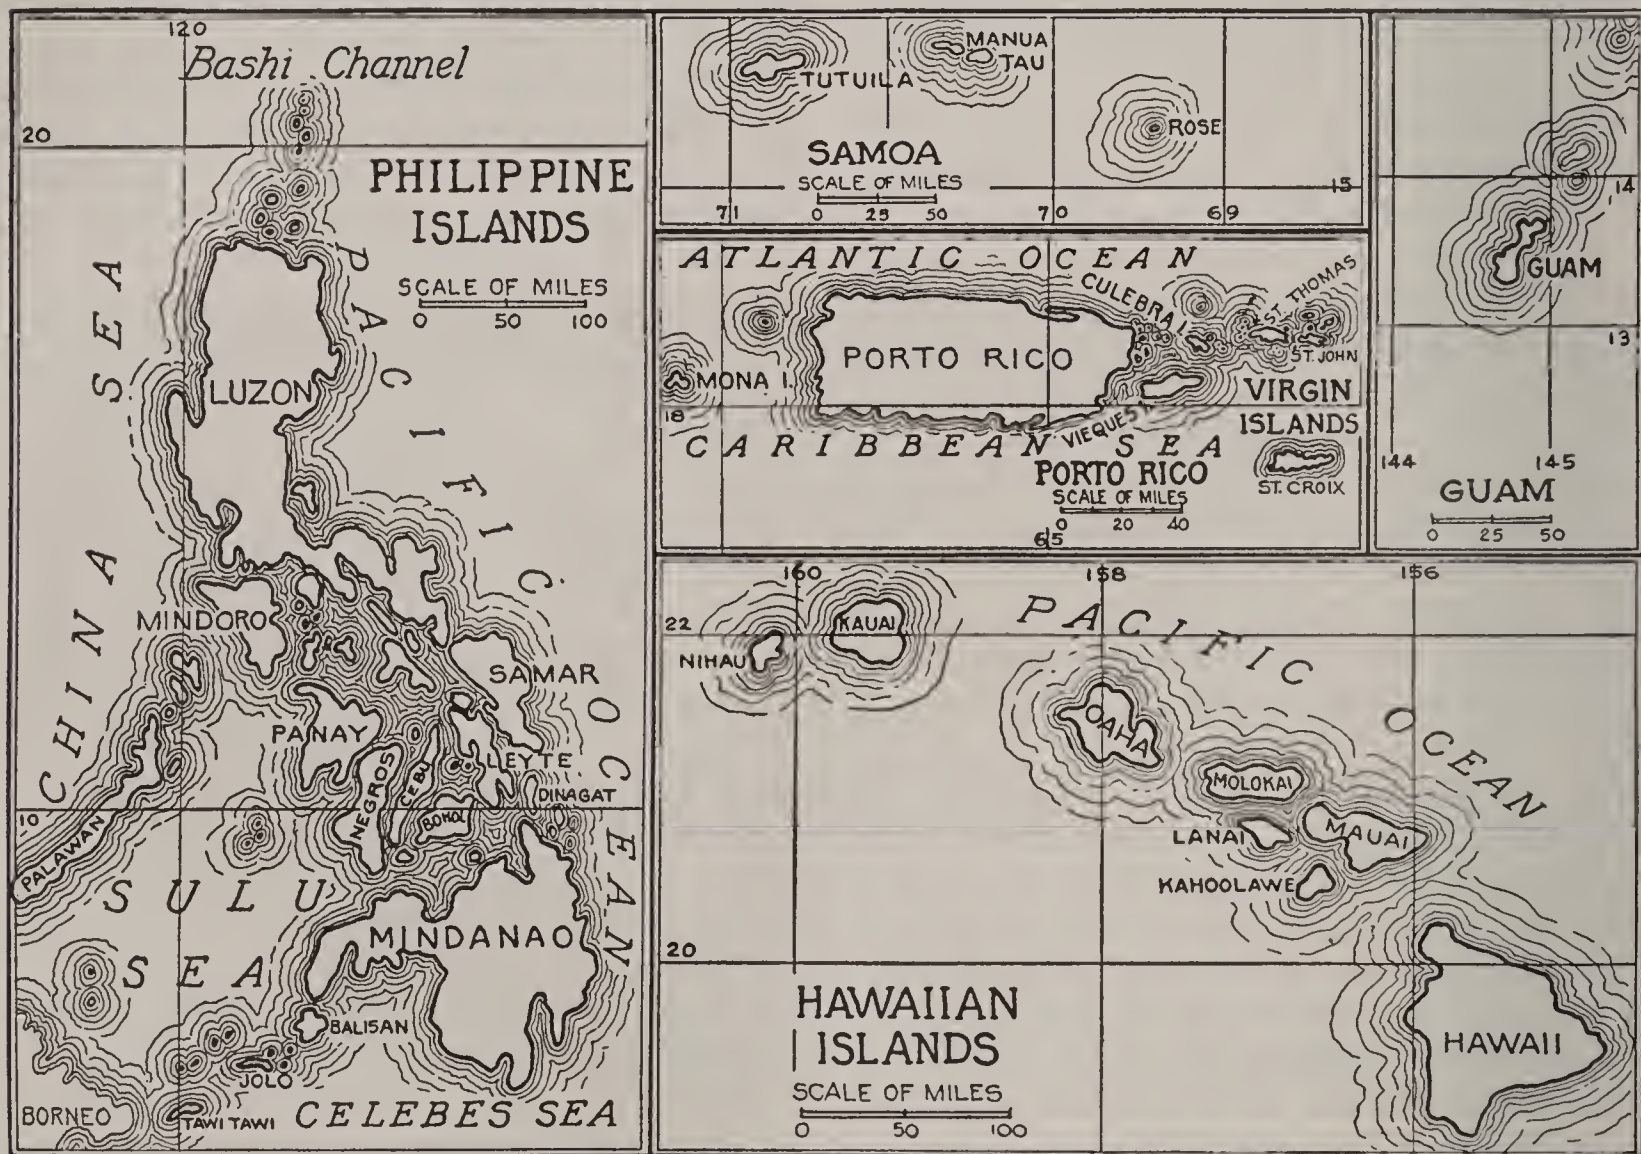 120
Bashi Channel
20
PHILIPPINE
ISLANDS
SCALE OF MILES
0 50 100
CHINA SEA
PACIFIC OCEAN
LUZON
MINDORO
SAMAR
PANAY
NEGROS
CEBU
LEYTE
DINAGAT
BOHOL
10
PALAWAN
SULU
SEA
MINDANAO
BALISAN
JOLO
BORNEO
TAWI TAWI
CELEBES SEA
MANUA
TAU
TUTUILA
ROSE
SAMOA
SCALE OF MILES
0 25 50
15
71 70 69
14
GUAM
13
144 145
GUAM
0 25 50
ATLANTIC OCEAN
CULEBRA I.
ST. THOMAS
PORTO RICO
ST. JOHN
MONA I.
VIRGIN
ISLANDS
18
VIEQUES I.
CARIBBEAN SEA
PORTO RICO
SCALE OF MILES
0 20 40
ST. CROIX
65
160 158 156
PACIFIC OCEAN
22
KAUAI
NIHAU
OAHA
MOLOKAI
LANAI
MAUAI
KAHOOLAWE
20
HAWAIIAN
ISLANDS
SCALE OF MILES
0 50 100
HAWAII